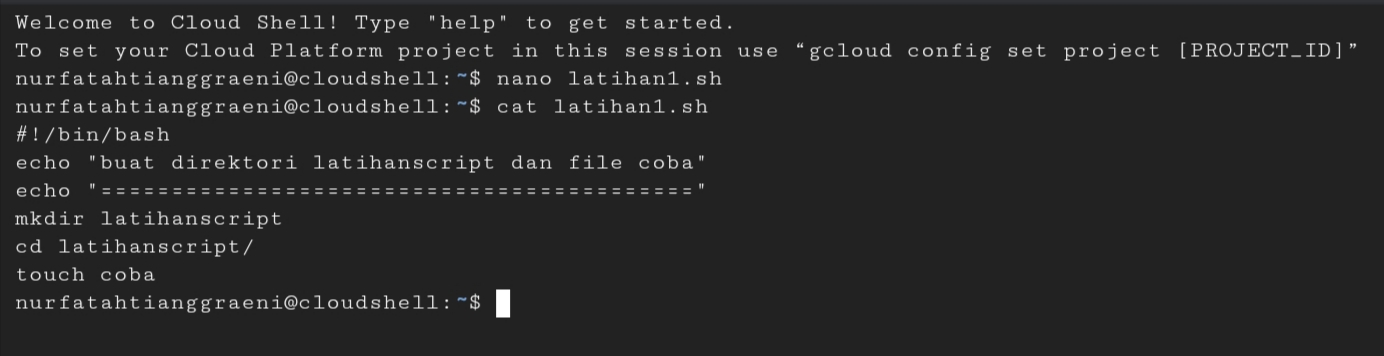 Welcome to Cloud Shell! Type "help" to get started.
To set your Cloud Platform project in this session use “gcloud config set project [PROJECT_ID]”
nurfatahtianggraeni@cloudshell:~$ nano latihan1.sh
nurfatahtianggraeni@cloudshell:~$ cat latihan1.sh
#!/bin/bash
echo "buat direktori latihanscript dan file coba"
echo "=========================================="
mkdir latihanscript
cd latihanscript/
touch coba
nurfatahtianggraeni@cloudshell:~$